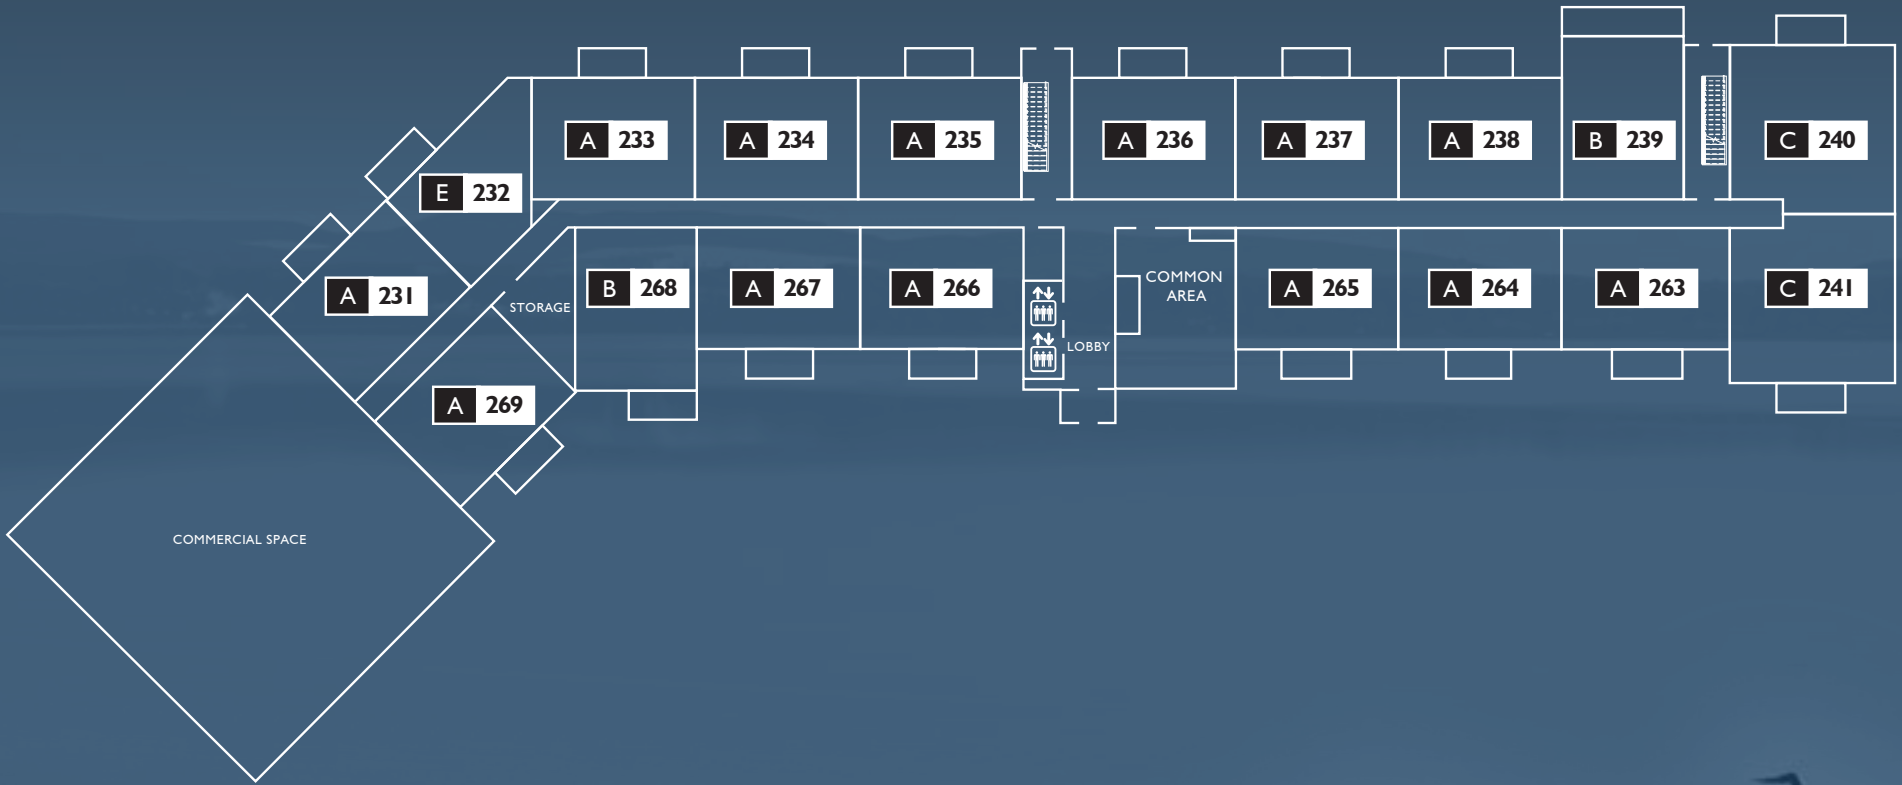 A 233
A 234
A 235
A 236
A 237
A 238
B 239
C 240
E 232
A 231
STORAGE
B 268
A 267
A 266
LOBBY
COMMON
AREA
A 265
A 264
A 263
C 241
A 269
COMMERCIAL SPACE